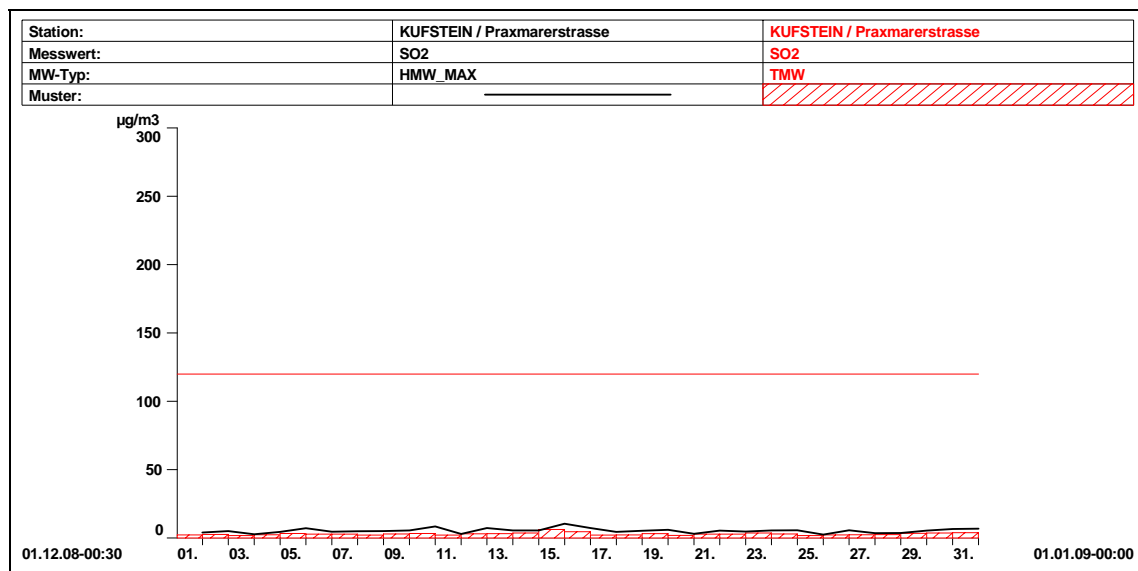 Station: KUFSTEIN / Praxmarerstrasse KUFSTEIN / Praxmarerstrasse
Messwert: SO2 SO2
MW-Typ: HMW_MAX TMW
Muster:
µg/m3
300
250
200
150
100
50
0
01.12.08-00:30 01. 03. 05. 07. 09. 11. 13. 15. 17. 19. 21. 23. 25. 27. 29. 31. 01.01.09-00:00